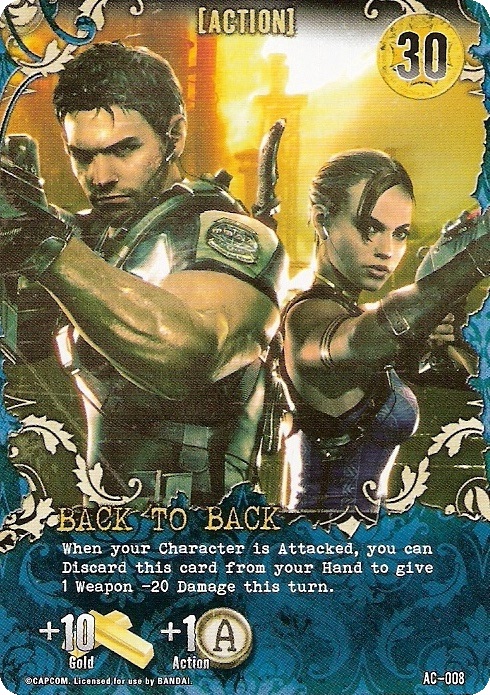 [ACTION]
30
BACK TO BACK
When your Character is Attacked, you can
Discard this card from your Hand to give
1 Weapon -20 Damage this turn.
+10
Gold
+1 A
Action
©CAPCOM. Licensed for use by BANDAI.
AC-008